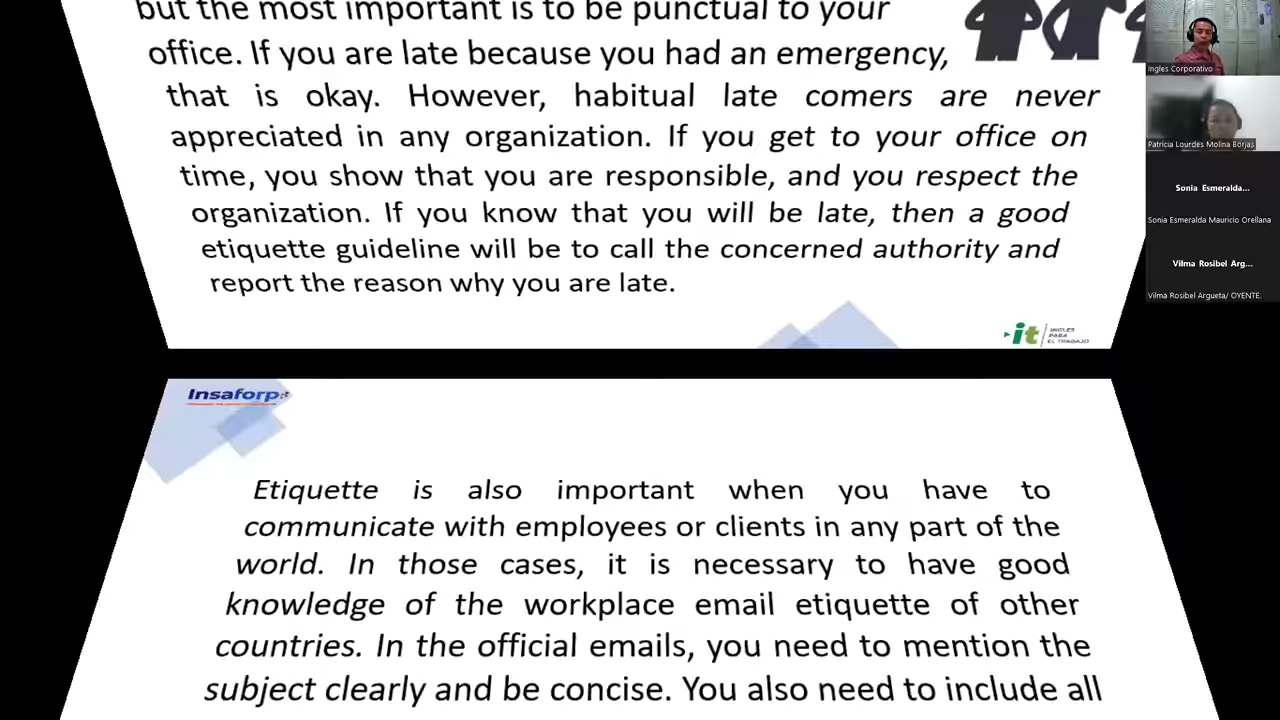 but the most important is to be punctual to your
office. If you are late because you had an emergency,
that is okay. However, habitual late comers are never
appreciated in any organization. If you get to your office on
time, you show that you are responsible, and you respect the
organization. If you know that you will be late, then a good
etiquette guideline will be to call the concerned authority and
report the reason why you are late.
it
INGLES
PARA
EL TRABAJO
Insaforp
Etiquette is also important when you have to
communicate with employees or clients in any part of the
world. In those cases, it is necessary to have good
knowledge of the workplace email etiquette of other
countries. In the official emails, you need to mention the
subject clearly and be concise. You also need to include all
Ingles Corporativo
Patricia Lourdes Molina Borjas
Sonia Esmeralda...
Sonia Esmeralda Mauricio Orellana
Vilma Rosibel Arg...
Vilma Rosibel Argueta/ OYENTE.